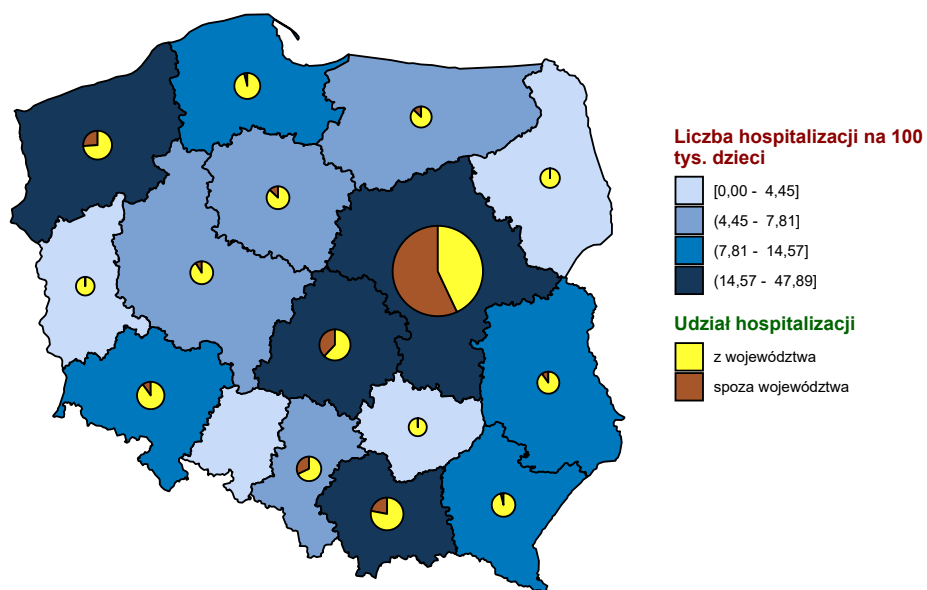 Liczba hospitalizacji na 100
tys. dzieci
[0,00 - 4,45]
(4,45 - 7,81]
(7,81 - 14,57]
(14,57 - 47,89]
Udział hospitalizacji
z województwa
spoza województwa